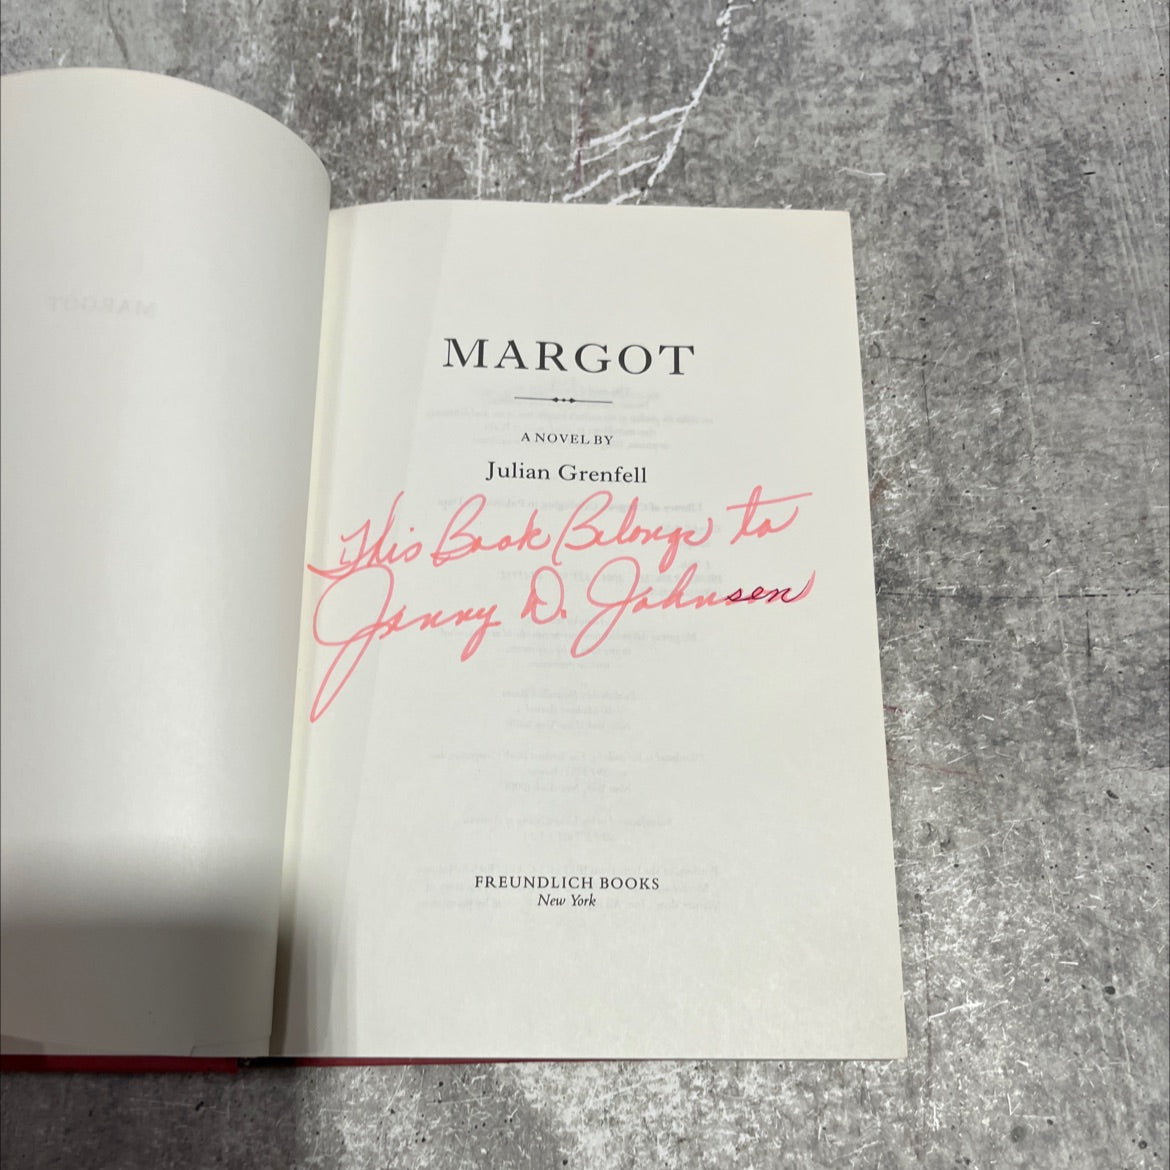 MARGOT
A NOVEL BY
Julian Grenfell
This Book Belongs to
Jenny D. Johnsen
FREUNDLICH BOOKS
New York